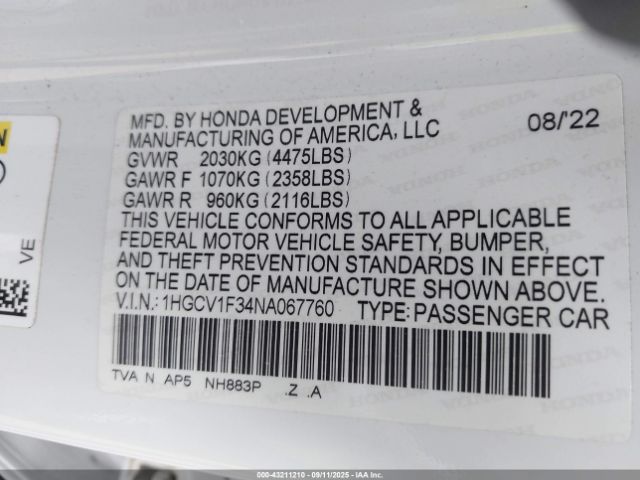 MFD. BY HONDA DEVELOPMENT & MANUFACTURING OF AMERICA, LLC 08/'22
GVWR 2030KG (4475LBS)
GAWR F 1070KG (2358LBS)
GAWR R 960KG (2116LBS)
THIS VEHICLE CONFORMS TO ALL APPLICABLE
FEDERAL MOTOR VEHICLE SAFETY, BUMPER,
AND THEFT PREVENTION STANDARDS IN EFFECT
ON THE DATE OF MANUFACTURE SHOWN ABOVE.
V.I.N.: 1HGCV1F34NA067760 TYPE: PASSENGER CAR
TVA N AP5 NH883P .Z .A
VE
000-43211210 - 09/11/2025 - IAA Inc.